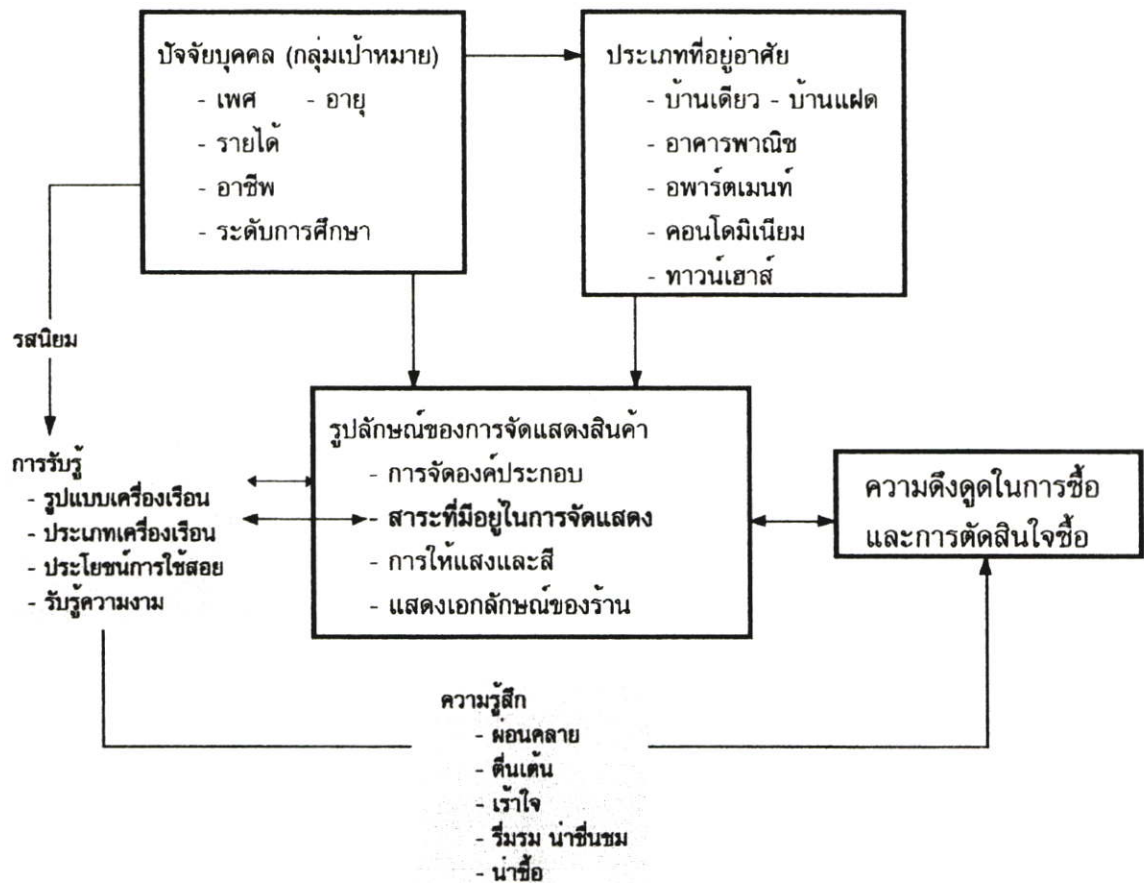 ปัจจัยบุคคล (กลุ่มเป้าหมาย)
- เพศ - อายุ
- รายได้
- อาชีพ
- ระดับการศึกษา
ประเภทที่อยู่อาศัย
- บ้านเดียว - บ้านแฝด
- อาคารพาณิช
- อพาร์ตเมนท์
- คอนโดมิเนียม
- ทาวน์เฮาส์
รสนิยม
การรับรู้
- รูปแบบเครื่องเรือน
- ประเภทเครื่องเรือน
- ประโยชน์การใช้สอย
- รับรู้ความงาม
รูปลักษณ์ของการจัดแสดงสินค้า
- การจัดองค์ประกอบ
- สาระที่มีอยู่ในการจัดแสดง
- การให้แสงและสี
- แสดงเอกลักษณ์ของร้าน
ความดึงดูดในการซื้อ
และการตัดสินใจซื้อ
ความรู้สึก
- ผ่อนคลาย
- ตื่นเต้น
- เร้าใจ
- รื่มรม น่าชื่นชม
- น่าซื้อ